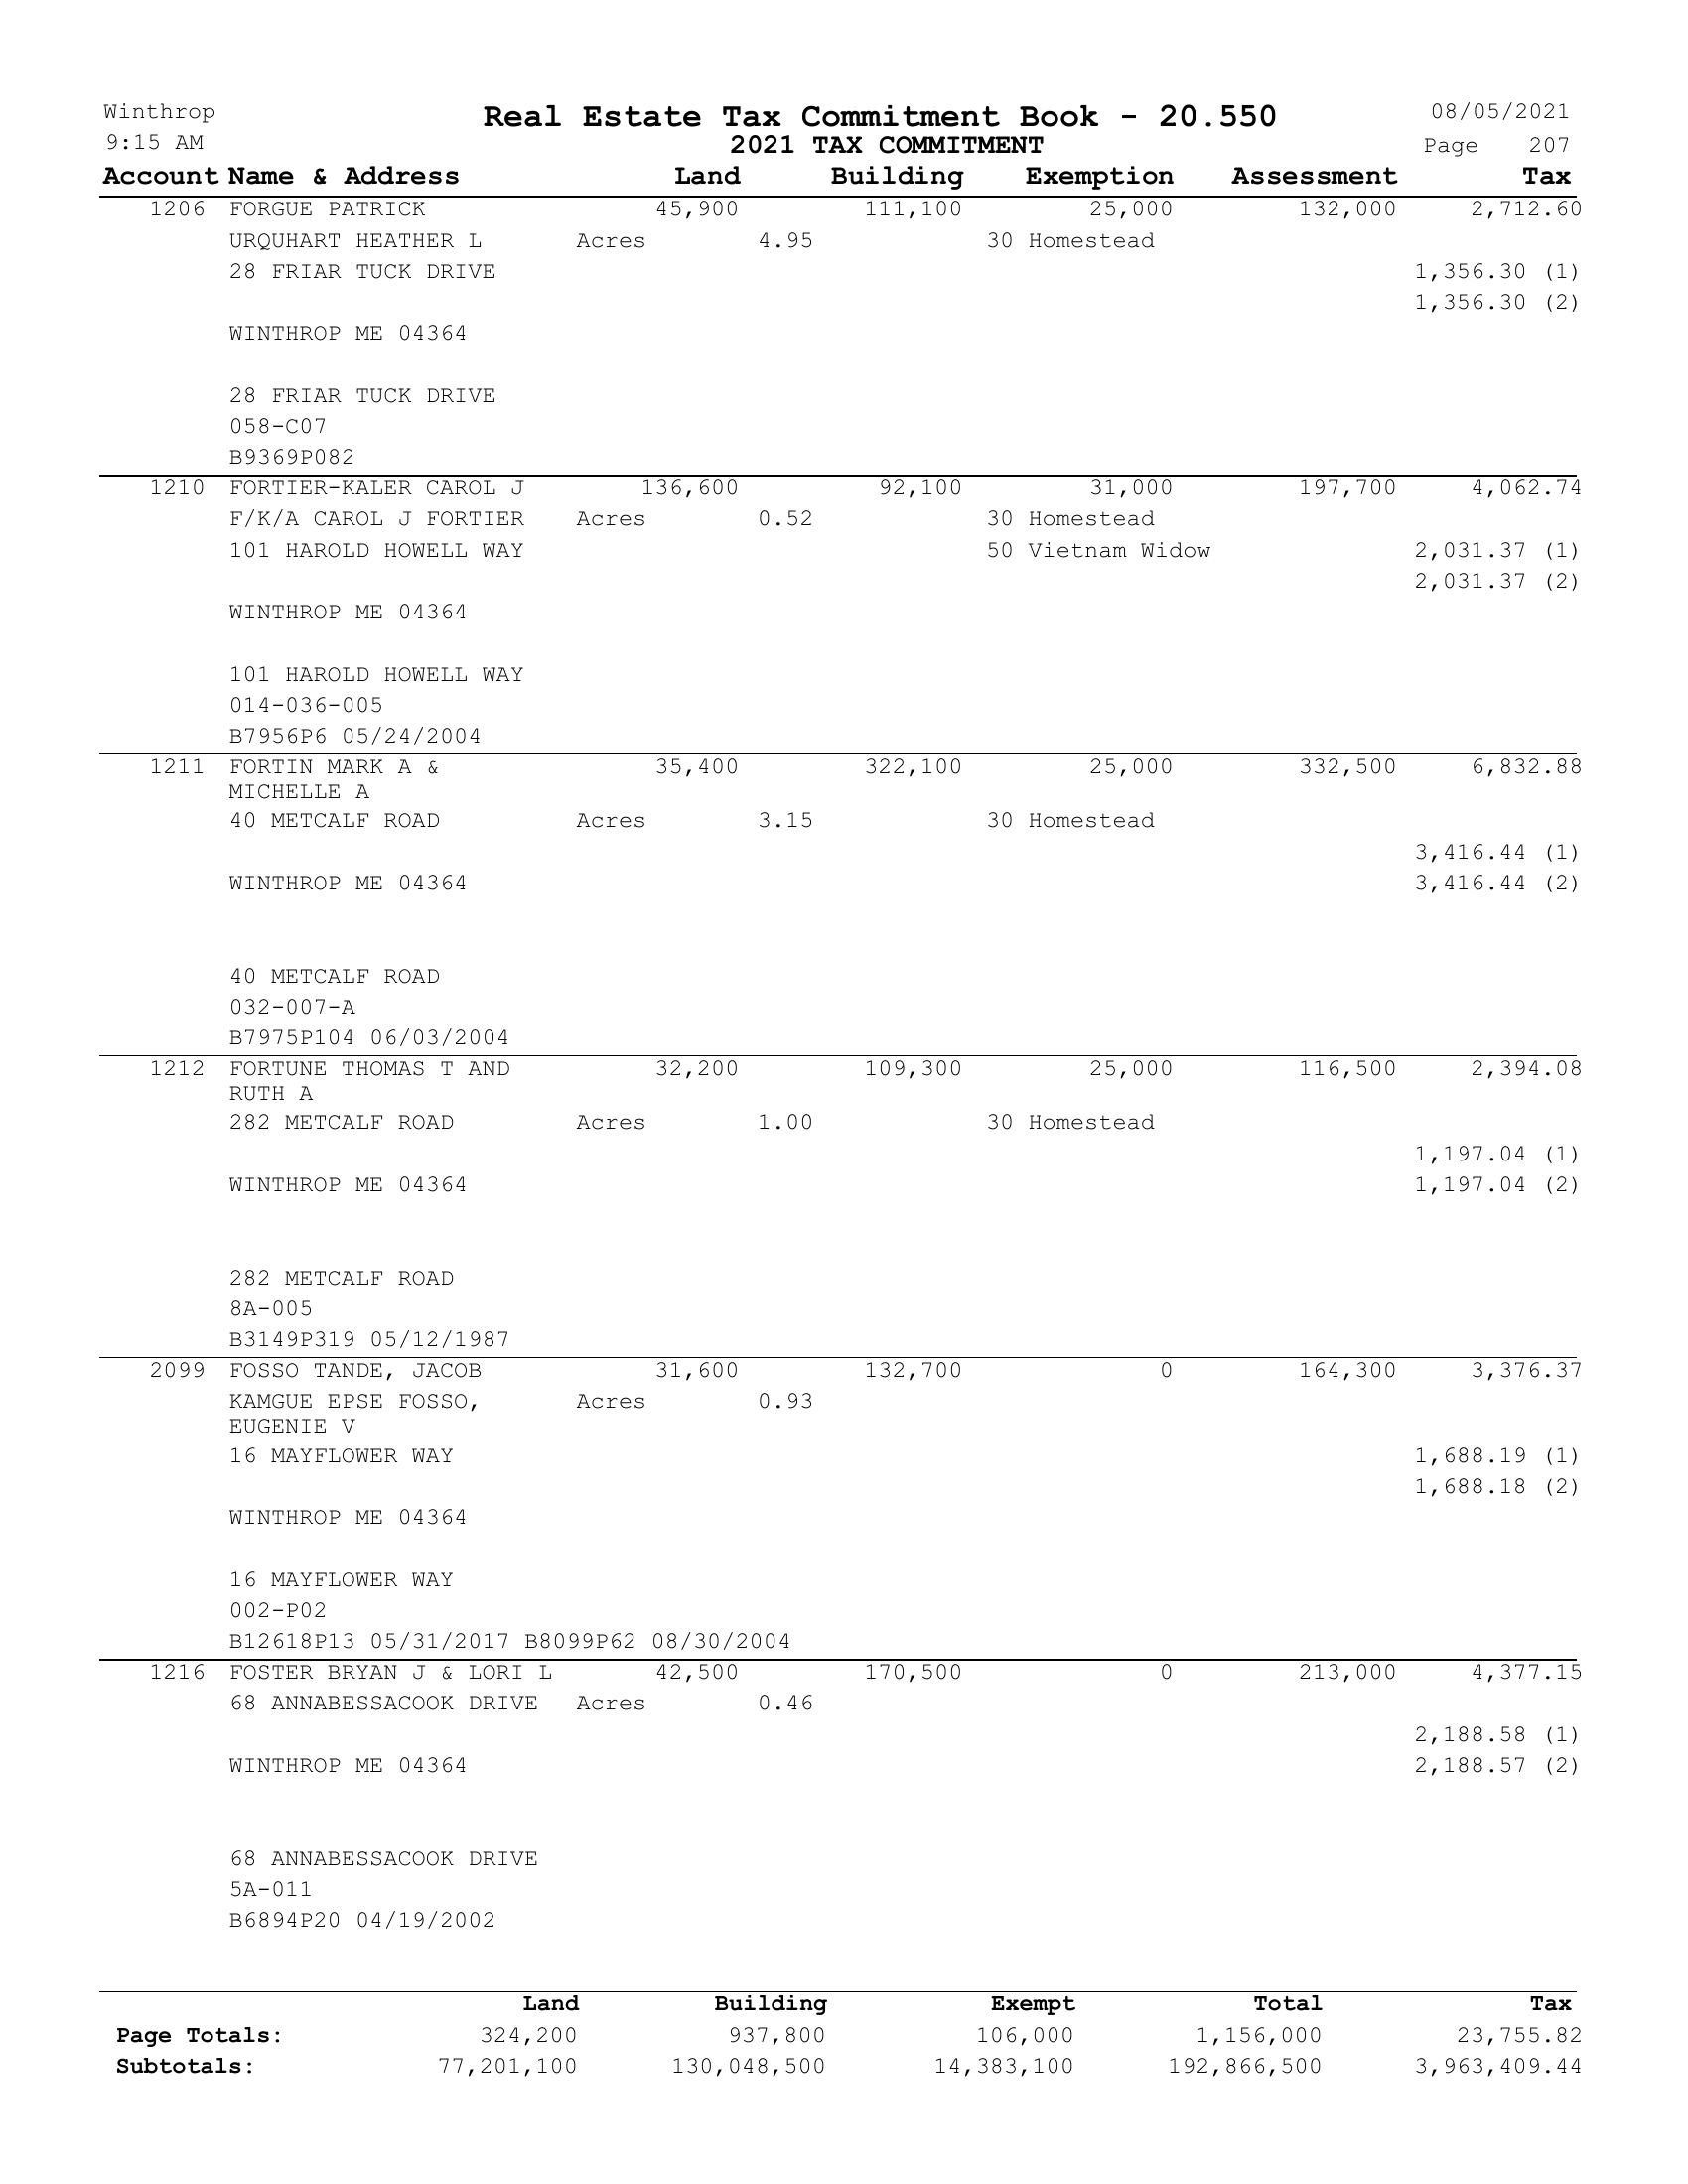 Winthrop Real Estate Tax Commitment Book - 20.550 08/05/2021
9:15 AM 2021 TAX COMMITMENT Page 207
Account Name & Address Land Building Exemption Assessment Tax
1206 FORGUE PATRICK 45,900 111,100 25,000 132,000 2,712.60
URQUHART HEATHER L Acres 4.95 30 Homestead
28 FRIAR TUCK DRIVE 1,356.30 (1)
1,356.30 (2)
WINTHROP ME 04364
28 FRIAR TUCK DRIVE
058-C07
B9369P082
1210 FORTIER-KALER CAROL J 136,600 92,100 31,000 197,700 4,062.74
F/K/A CAROL J FORTIER Acres 0.52 30 Homestead
101 HAROLD HOWELL WAY 50 Vietnam Widow 2,031.37 (1)
2,031.37 (2)
WINTHROP ME 04364
101 HAROLD HOWELL WAY
014-036-005
B7956P6 05/24/2004
1211 FORTIN MARK A & 35,400 322,100 25,000 332,500 6,832.88
MICHELLE A
40 METCALF ROAD Acres 3.15 30 Homestead
3,416.44 (1)
WINTHROP ME 04364 3,416.44 (2)
40 METCALF ROAD
032-007-A
B7975P104 06/03/2004
1212 FORTUNE THOMAS T AND 32,200 109,300 25,000 116,500 2,394.08
RUTH A
282 METCALF ROAD Acres 1.00 30 Homestead
1,197.04 (1)
WINTHROP ME 04364 1,197.04 (2)
282 METCALF ROAD
8A-005
B3149P319 05/12/1987
2099 FOSSO TANDE, JACOB 31,600 132,700 0 164,300 3,376.37
KAMGUE EPSE FOSSO, Acres 0.93
EUGENIE V
16 MAYFLOWER WAY 1,688.19 (1)
1,688.18 (2)
WINTHROP ME 04364
16 MAYFLOWER WAY
002-P02
B12618P13 05/31/2017 B8099P62 08/30/2004
1216 FOSTER BRYAN J & LORI L 42,500 170,500 0 213,000 4,377.15
68 ANNABESSACOOK DRIVE Acres 0.46
2,188.58 (1)
WINTHROP ME 04364 2,188.57 (2)
68 ANNABESSACOOK DRIVE
5A-011
B6894P20 04/19/2002
Land Building Exempt Total Tax
Page Totals: 324,200 937,800 106,000 1,156,000 23,755.82
Subtotals: 77,201,100 130,048,500 14,383,100 192,866,500 3,963,409.44